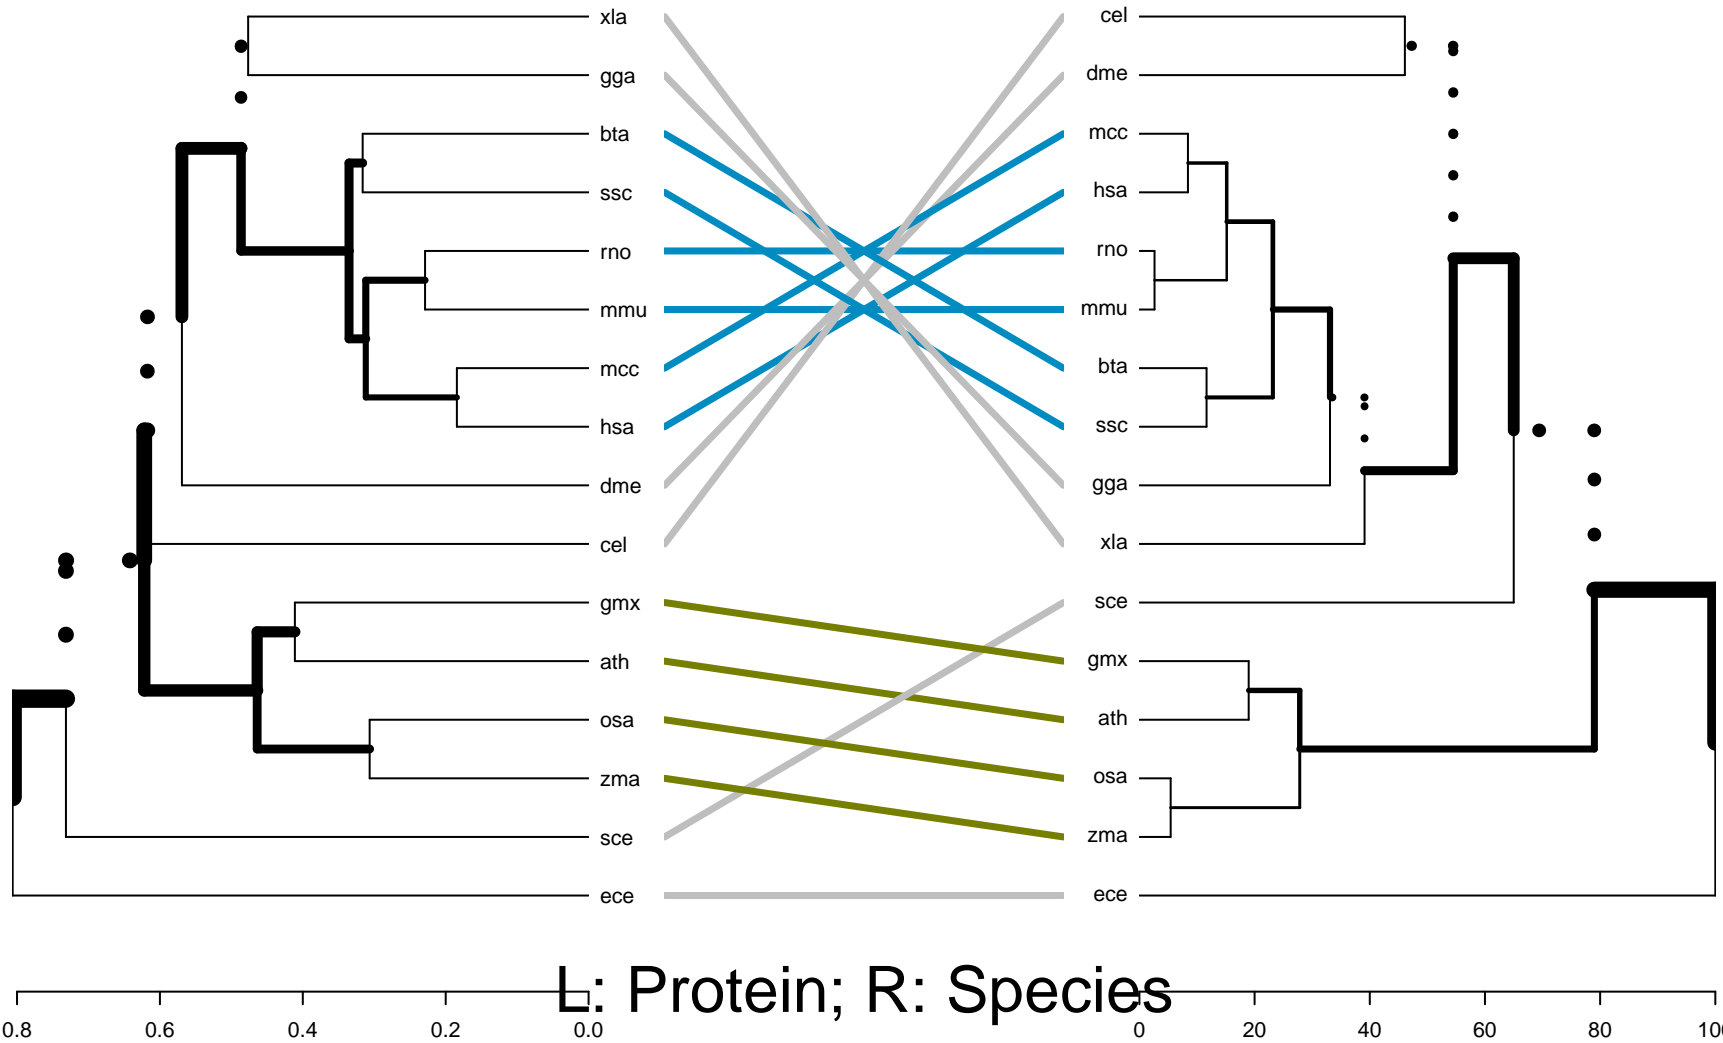 xla cel
gga dme
bta mcc
ssc hsa
rno rno
mmu mmu
mcc bta
hsa ssc
dme gga
cel xla
gmx sce
ath gmx
osa ath
zma osa
sce zma
ece ece
L: Protein; R: Species
0.8 0.6 0.4 0.2 0.0 0 20 40 60 80